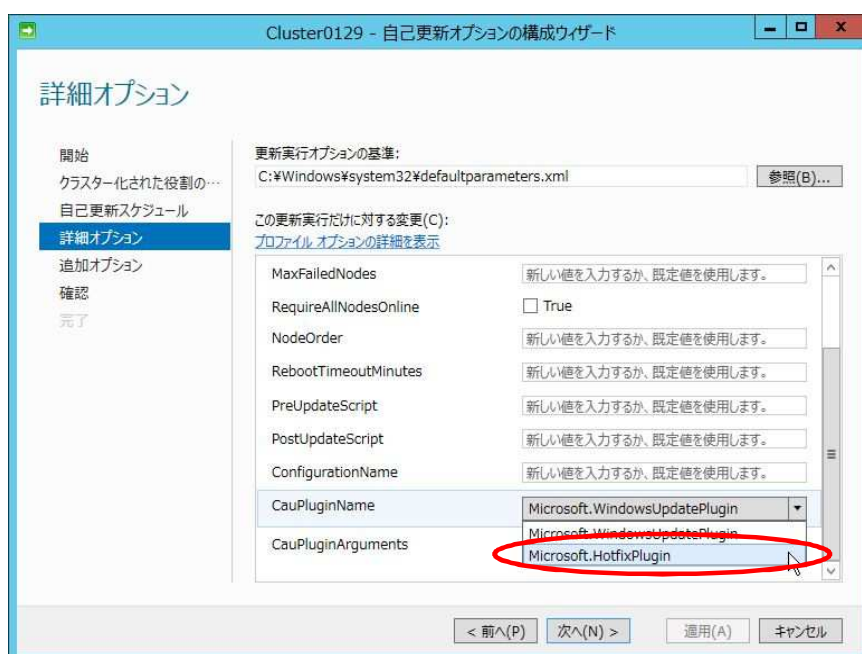 Cluster0129 - 自己更新オプションの構成ウィザード
詳細オプション
開始
クラスター化された役割の…
自己更新スケジュール
詳細オプション
追加オプション
確認
完了
更新実行オプションの基準:
C:¥Windows¥system32¥defaultparameters.xml
参照(B)...
この更新実行だけに対する変更(C):
プロファイル オプションの詳細を表示
MaxFailedNodes 新しい値を入力するか、既定値を使用します。
RequireAllNodesOnline True
NodeOrder 新しい値を入力するか、既定値を使用します。
RebootTimeoutMinutes 新しい値を入力するか、既定値を使用します。
PreUpdateScript 新しい値を入力するか、既定値を使用します。
PostUpdateScript 新しい値を入力するか、既定値を使用します。
ConfigurationName 新しい値を入力するか、既定値を使用します。
CauPluginName Microsoft.WindowsUpdatePlugin
Microsoft.WindowsUpdatePlugin
CauPluginArguments Microsoft.HotfixPlugin
< 前へ(P) 次へ(N) > 適用(A) キャンセル